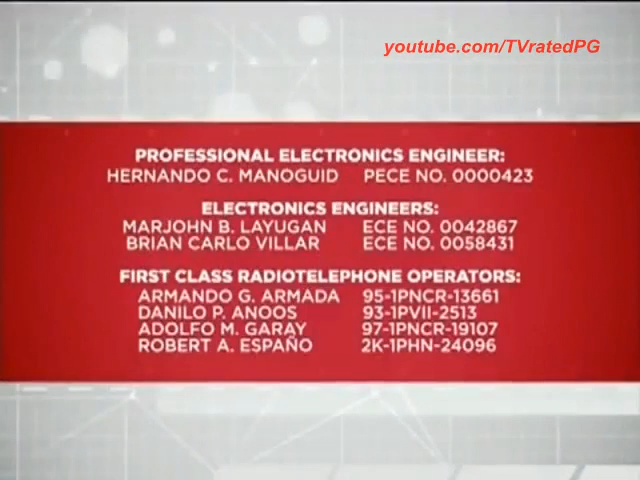 youtube.com/TVratedPG
PROFESSIONAL ELECTRONICS ENGINEER:
HERNANDO C. MANOGUID PECE NO. 0000423
ELECTRONICS ENGINEERS:
MARJOHN B. LAYUGAN ECE NO. 0042867
BRIAN CARLO VILLAR ECE NO. 0058431
FIRST CLASS RADIOTELEPHONE OPERATORS:
ARMANDO G. ARMADA 95-1PNCR-13661
DANILO P. ANOOS 93-1PVII-2513
ADOLFO M. GARAY 97-1PNCR-19107
ROBERT A. ESPAÑO 2K-1PHN-24096